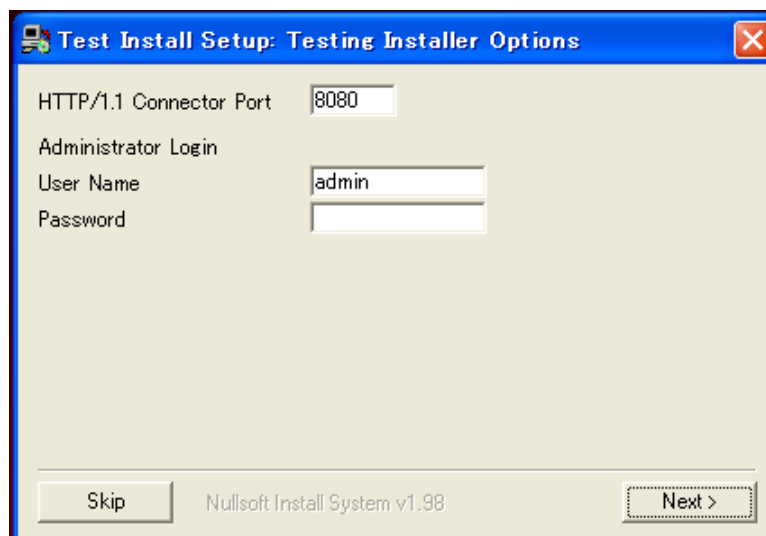 Test Install Setup: Testing Installer Options
HTTP/1.1 Connector Port 8080
Administrator Login
User Name admin
Password
Skip Nullsoft Install System v1.98 Next >